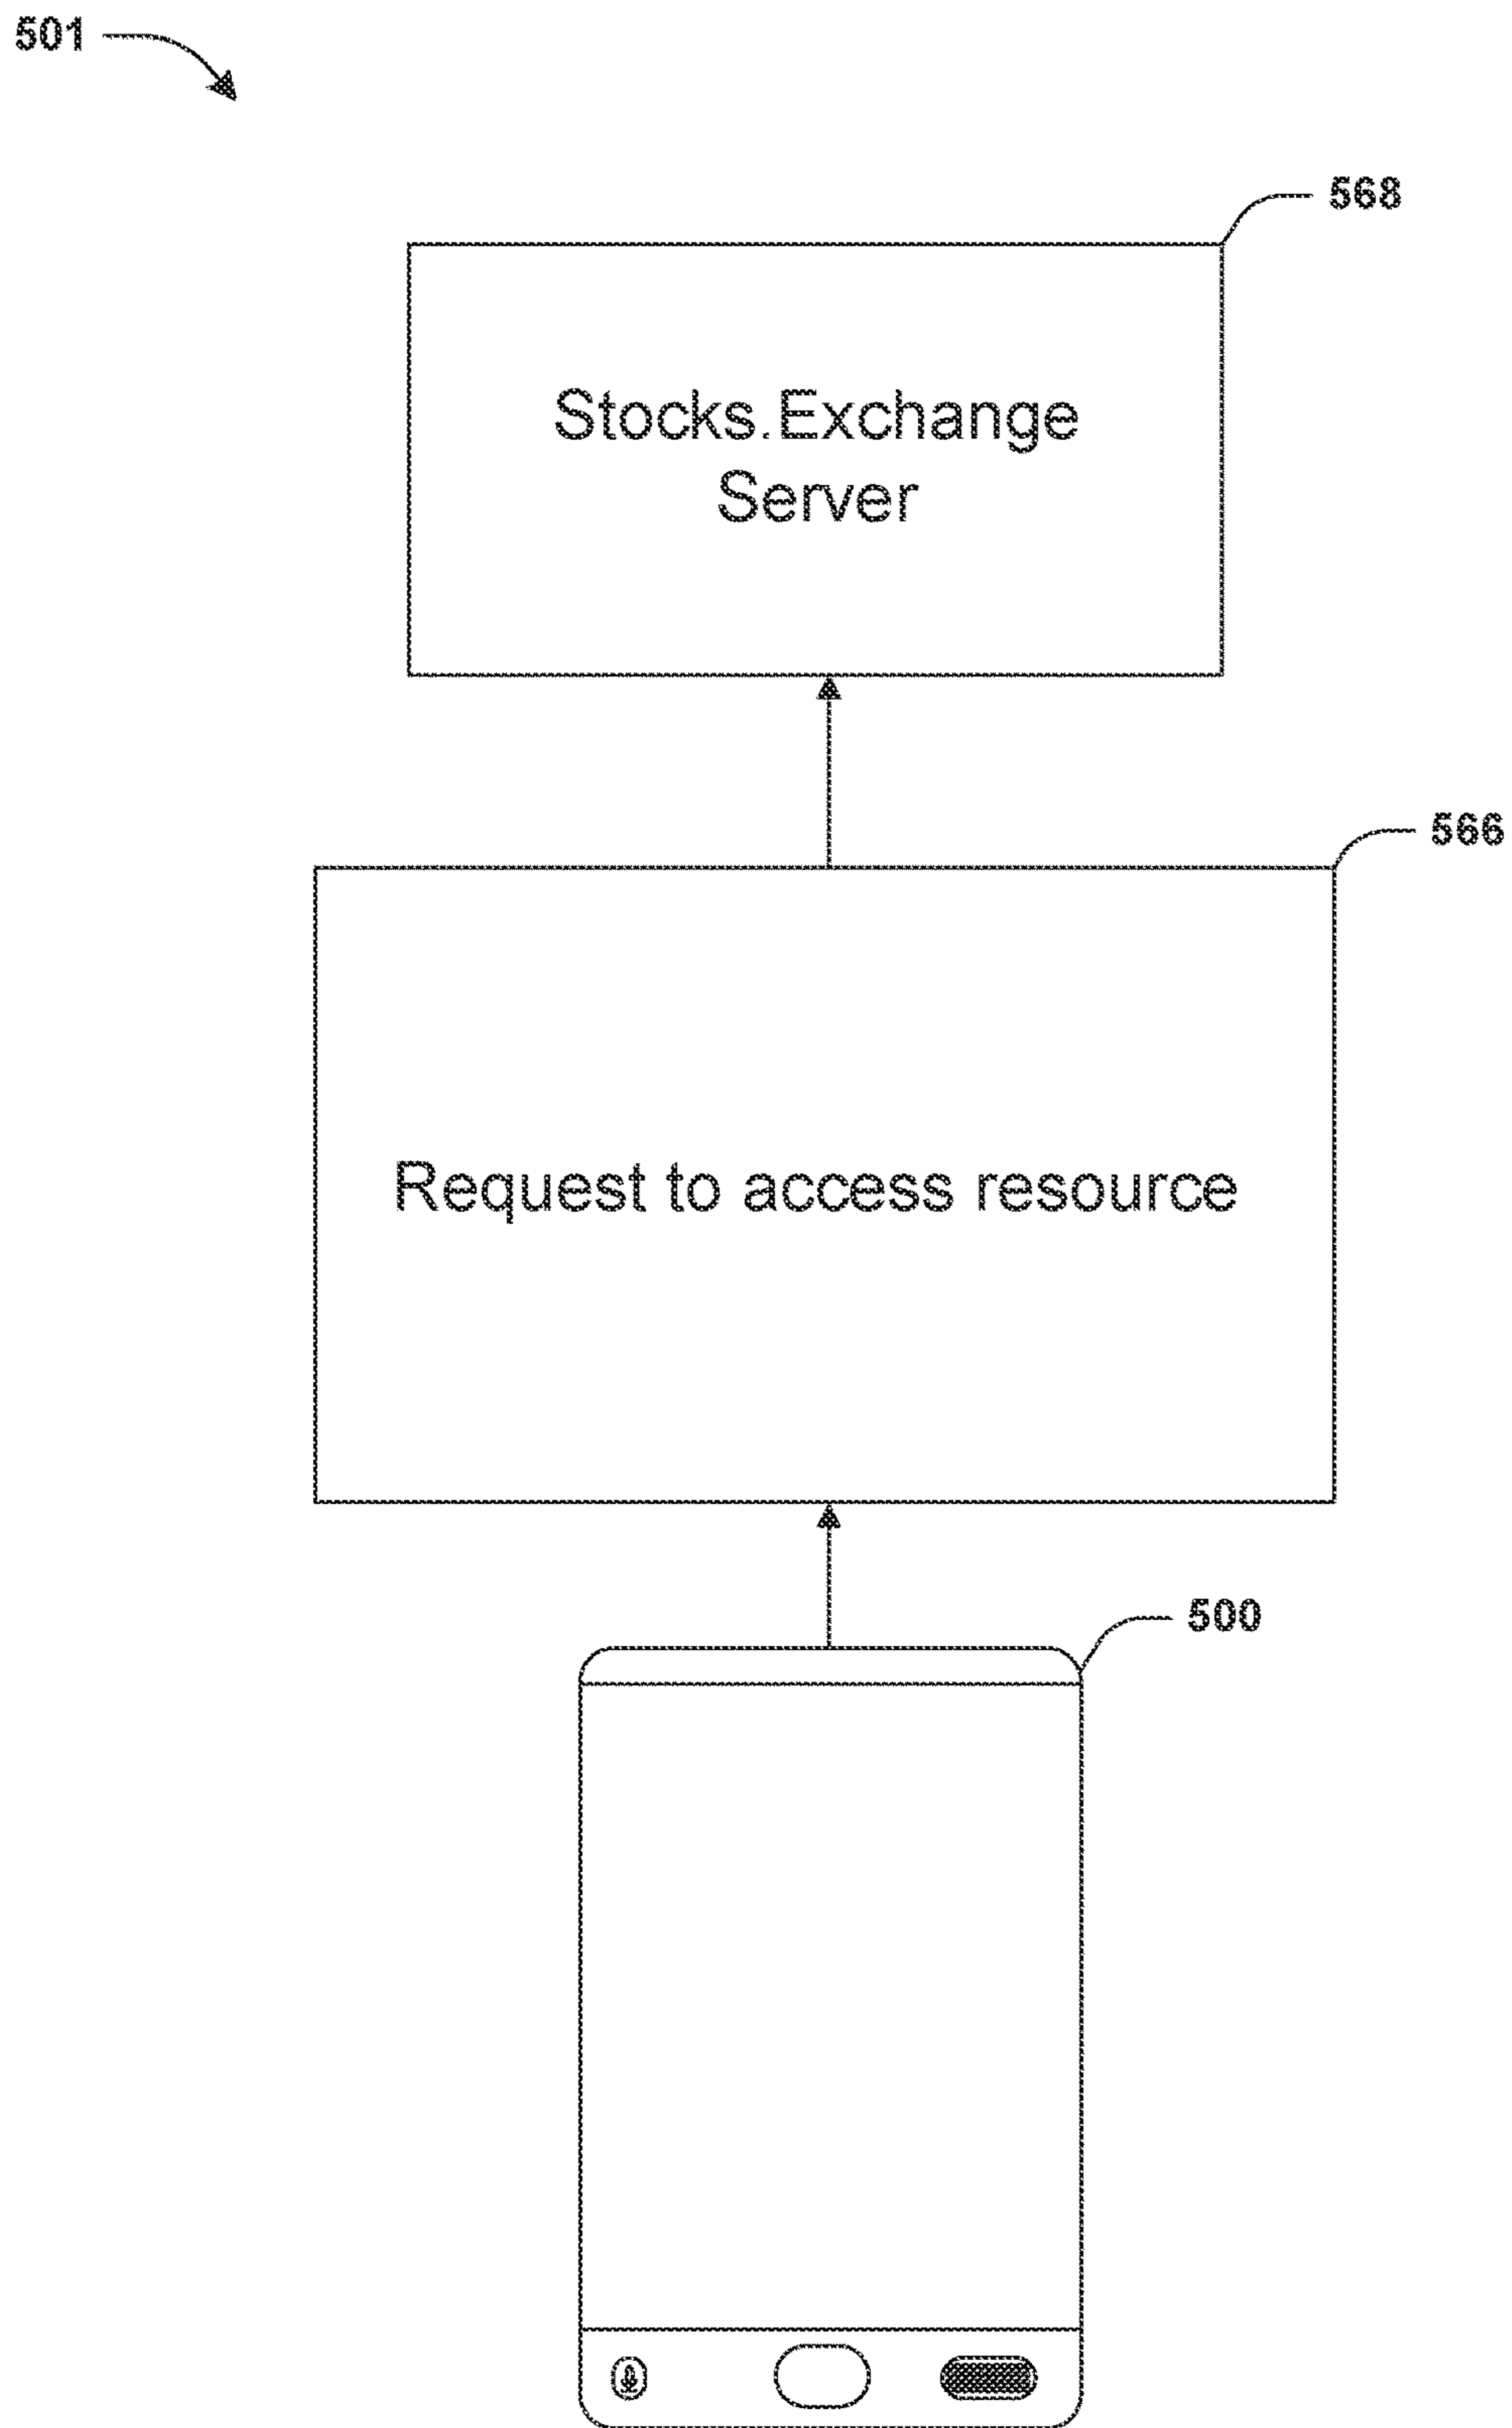 501
568
Stocks.Exchange
Server
566
Request to access resource
500